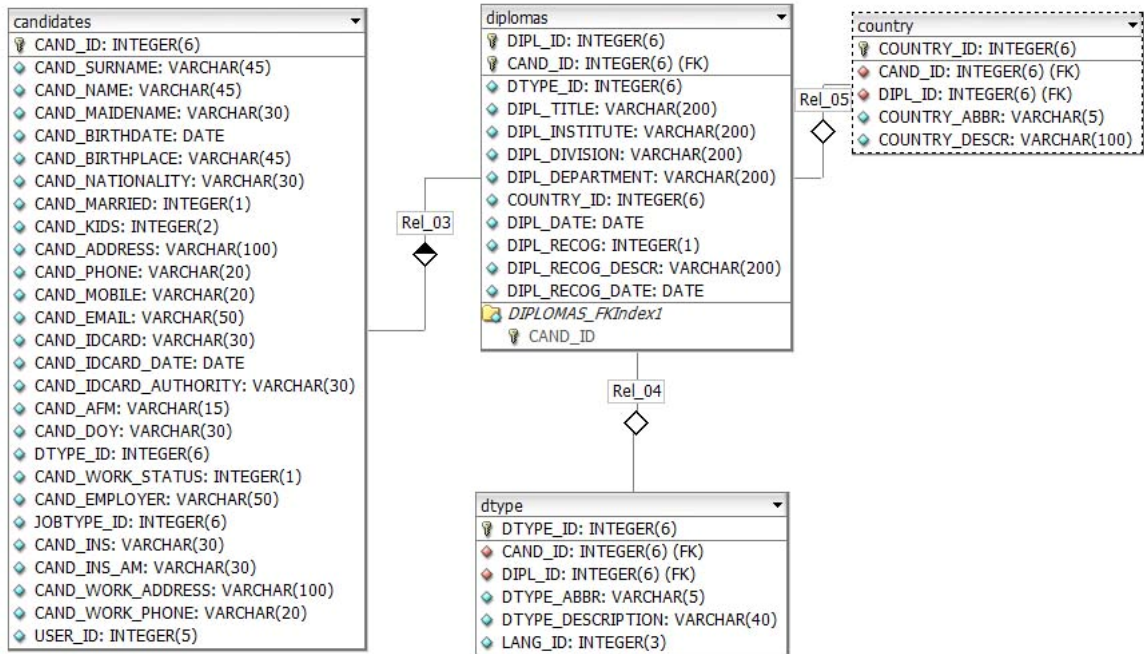 candidates
CAND_ID: INTEGER(6)
CAND_SURNAME: VARCHAR(45)
CAND_NAME: VARCHAR(45)
CAND_MAIDENAME: VARCHAR(30)
CAND_BIRTHDATE: DATE
CAND_BIRTHPLACE: VARCHAR(45)
CAND_NATIONALITY: VARCHAR(30)
CAND_MARRIED: INTEGER(1)
CAND_KIDS: INTEGER(2)
CAND_ADDRESS: VARCHAR(100)
CAND_PHONE: VARCHAR(20)
CAND_MOBILE: VARCHAR(20)
CAND_EMAIL: VARCHAR(50)
CAND_IDCARD: VARCHAR(30)
CAND_IDCARD_DATE: DATE
CAND_IDCARD_AUTHORITY: VARCHAR(30)
CAND_AFM: VARCHAR(15)
CAND_DOY: VARCHAR(30)
DTYPE_ID: INTEGER(6)
CAND_WORK_STATUS: INTEGER(1)
CAND_EMPLOYER: VARCHAR(50)
JOBTYPE_ID: INTEGER(6)
CAND_INS: VARCHAR(30)
CAND_INS_AM: VARCHAR(30)
CAND_WORK_ADDRESS: VARCHAR(100)
CAND_WORK_PHONE: VARCHAR(20)
USER_ID: INTEGER(5)
Rel_03
diplomas
DIPL_ID: INTEGER(6)
CAND_ID: INTEGER(6) (FK)
DTYPE_ID: INTEGER(6)
DIPL_TITLE: VARCHAR(200)
DIPL_INSTITUTE: VARCHAR(200)
DIPL_DIVISION: VARCHAR(200)
DIPL_DEPARTMENT: VARCHAR(200)
COUNTRY_ID: INTEGER(6)
DIPL_DATE: DATE
DIPL_RECOG: INTEGER(1)
DIPL_RECOG_DESCR: VARCHAR(200)
DIPL_RECOG_DATE: DATE
DIPLOMAS_FKIndex1
CAND_ID
Rel_05
country
COUNTRY_ID: INTEGER(6)
CAND_ID: INTEGER(6) (FK)
DIPL_ID: INTEGER(6) (FK)
COUNTRY_ABBR: VARCHAR(5)
COUNTRY_DESCR: VARCHAR(100)
Rel_04
dtype
DTYPE_ID: INTEGER(6)
CAND_ID: INTEGER(6) (FK)
DIPL_ID: INTEGER(6) (FK)
DTYPE_ABBR: VARCHAR(5)
DTYPE_DESCRIPTION: VARCHAR(40)
LANG_ID: INTEGER(3)